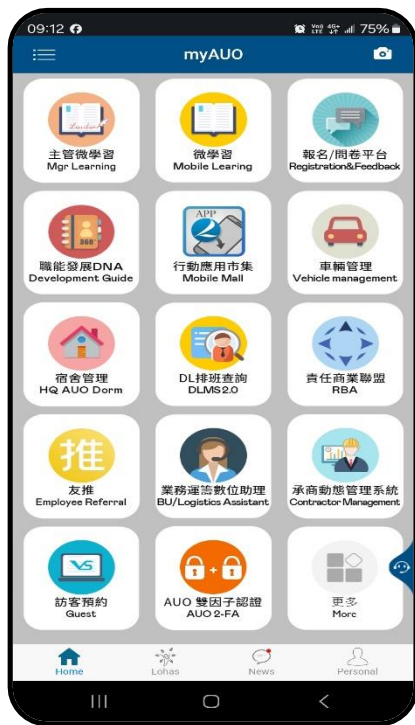 09:12
Vo)) LTE 4G+ 75%
myAUO
Leader
主管微學習
Mgr Learning
微學習
Mobile Learing
報名/問卷平台
Registration&Feedback
360°
職能發展DNA
Development Guide
APP
行動應用市集
Mobile Mall
車輛管理
Vehicle management
宿舍管理
HQ AUO Dorm
DL排班查詢
DLMS2.0
責任商業聯盟
RBA
推
友推
Employee Referral
業務運籌數位助理
BU/Logistics Assistant
承商動態管理系統
Contractor Management
VS
訪客預約
Guest
AUO 雙因子認證
AUO 2-FA
更多
More
Home
Lohas
News
Personal